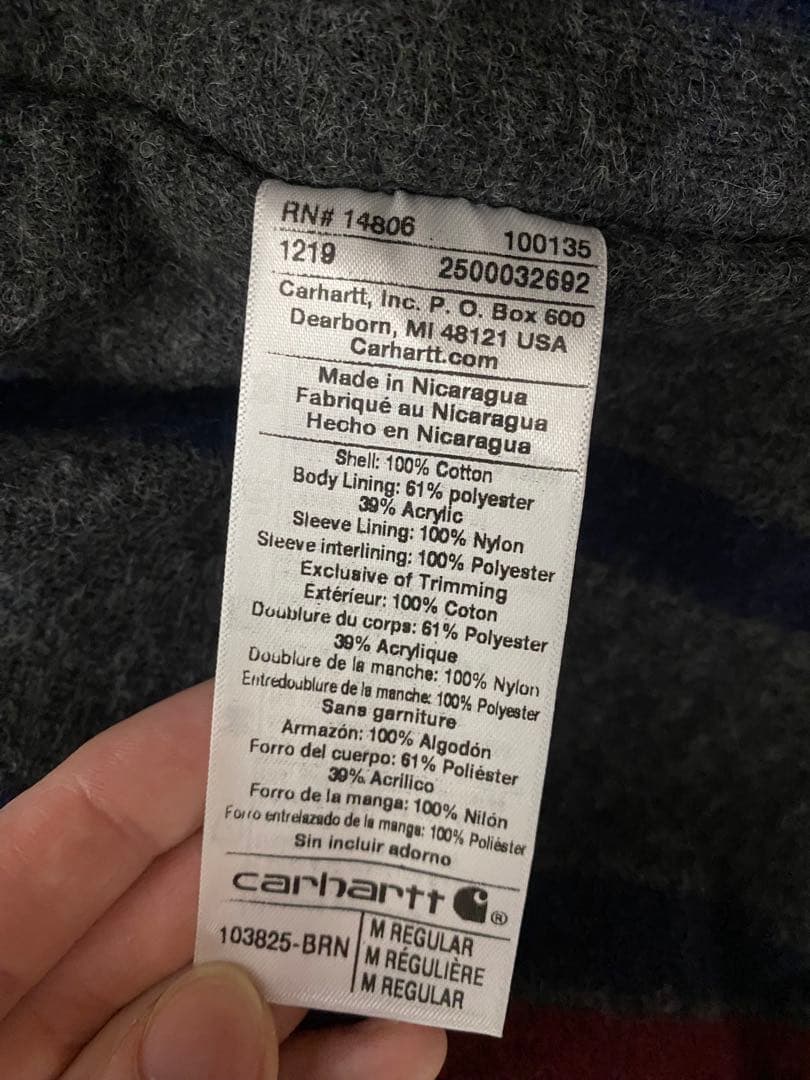 RN# 14806 100135
1219 2500032692
Carhartt, Inc. P. O. Box 600
Dearborn, MI 48121 USA
Carhartt.com
Made in Nicaragua
Fabriqué au Nicaragua
Hecho en Nicaragua
Shell: 100% Cotton
Body Lining: 61% polyester
39% Acrylic
Sleeve Lining: 100% Nylon
Sleeve interlining: 100% Polyester
Exclusive of Trimming
Extérieur: 100% Coton
Doublure du corps: 61% Polyester
39% Acrylique
Doublure de la manche: 100% Nylon
Entredoublure de la manche: 100% Polyester
Sans garniture
Armazón: 100% Algodón
Forro del cuerpo: 61% Poliéster
39% Acrilico
Forro de la manga: 100% Nilón
Forro entrelazado de la manga: 100% Poliéster
Sin incluir adorno
carhartt ®
103825-BRN
M REGULAR
M RÉGULIÈRE
M REGULAR